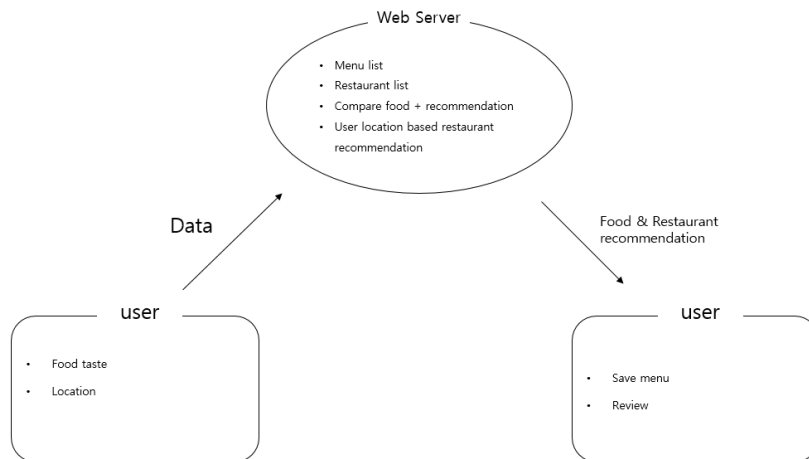 Web Server
• Menu list
• Restaurant list
• Compare food + recommendation
• User location based restaurant
recommendation
Data
Food & Restaurant
recommendation
user
• Food taste
• Location
user
• Save menu
• Review